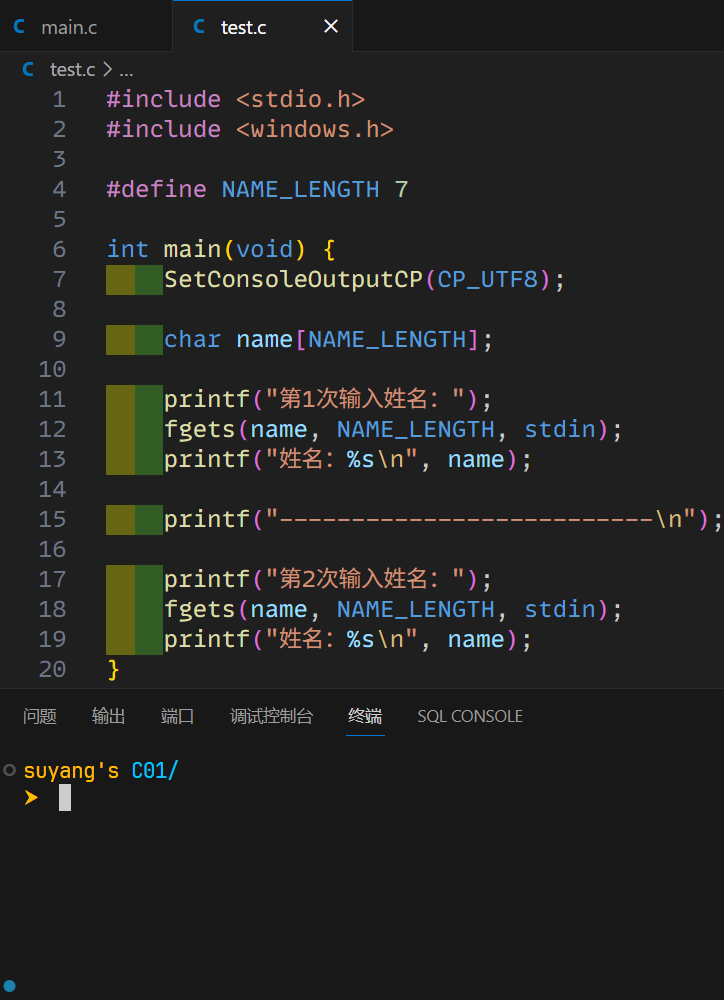 C main.c C test.c ×
C test.c > ...
1 #include <stdio.h>
2 #include <windows.h>
3
4 #define NAME_LENGTH 7
5
6 int main(void) {
7 SetConsoleOutputCP(CP_UTF8);
8
9 char name[NAME_LENGTH];
10
11 printf("第1次输入姓名：");
12 fgets(name, NAME_LENGTH, stdin);
13 printf("姓名：%s\n", name);
14
15 printf("--------------------------\n");
16
17 printf("第2次输入姓名：");
18 fgets(name, NAME_LENGTH, stdin);
19 printf("姓名：%s\n", name);
20 }
问题 输出 端口 调试控制台 终端 SQL CONSOLE
suyang's C01/
➤